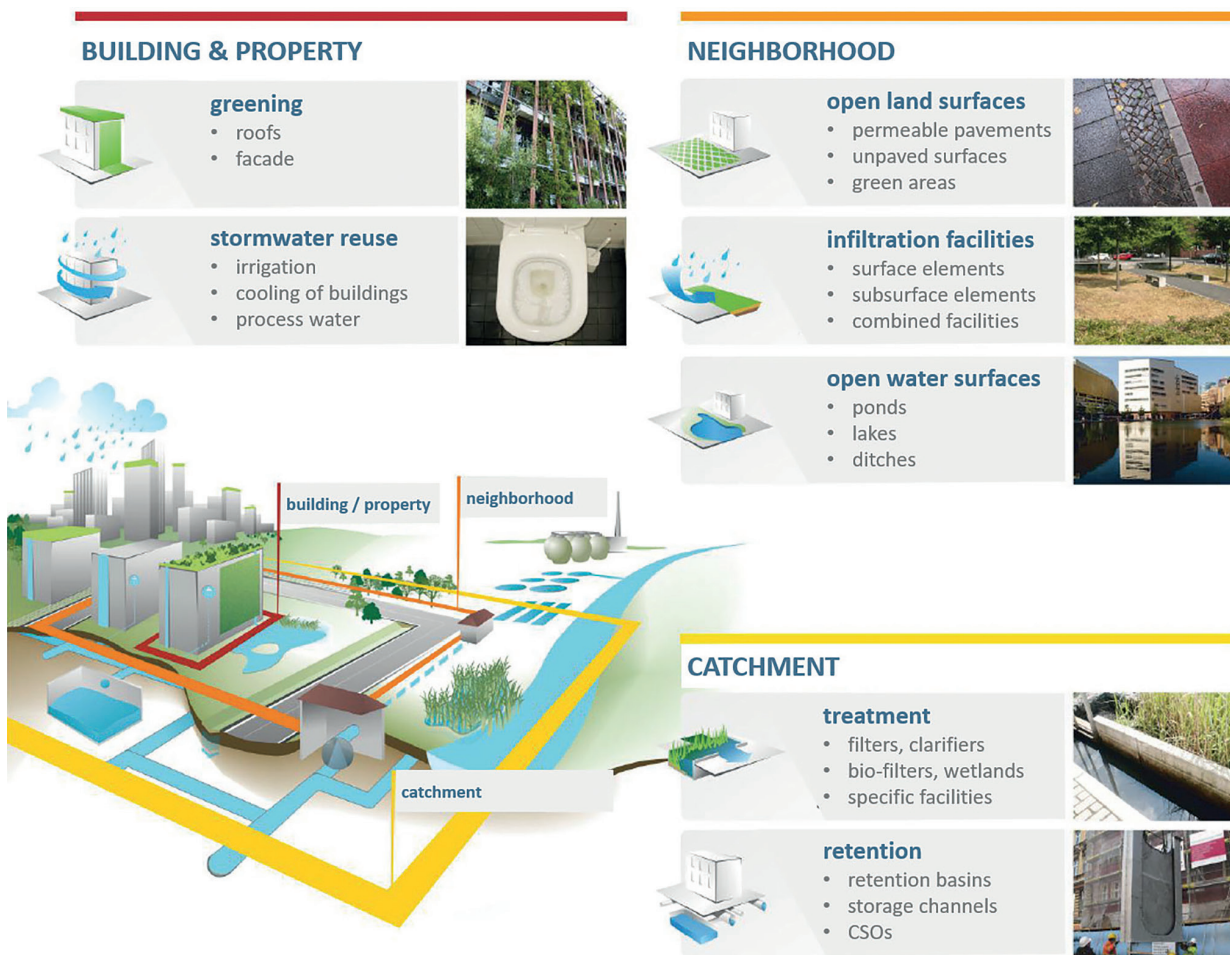 BUILDING & PROPERTY
greening
• roofs
• facade
stormwater reuse
• irrigation
• cooling of buildings
• process water
NEIGHBORHOOD
open land surfaces
• permeable pavements
• unpaved surfaces
• green areas
infiltration facilities
• surface elements
• subsurface elements
• combined facilities
open water surfaces
• ponds
• lakes
• ditches
building / property
neighborhood
catchment
CATCHMENT
treatment
• filters, clarifiers
• bio-filters, wetlands
• specific facilities
retention
• retention basins
• storage channels
• CSOs